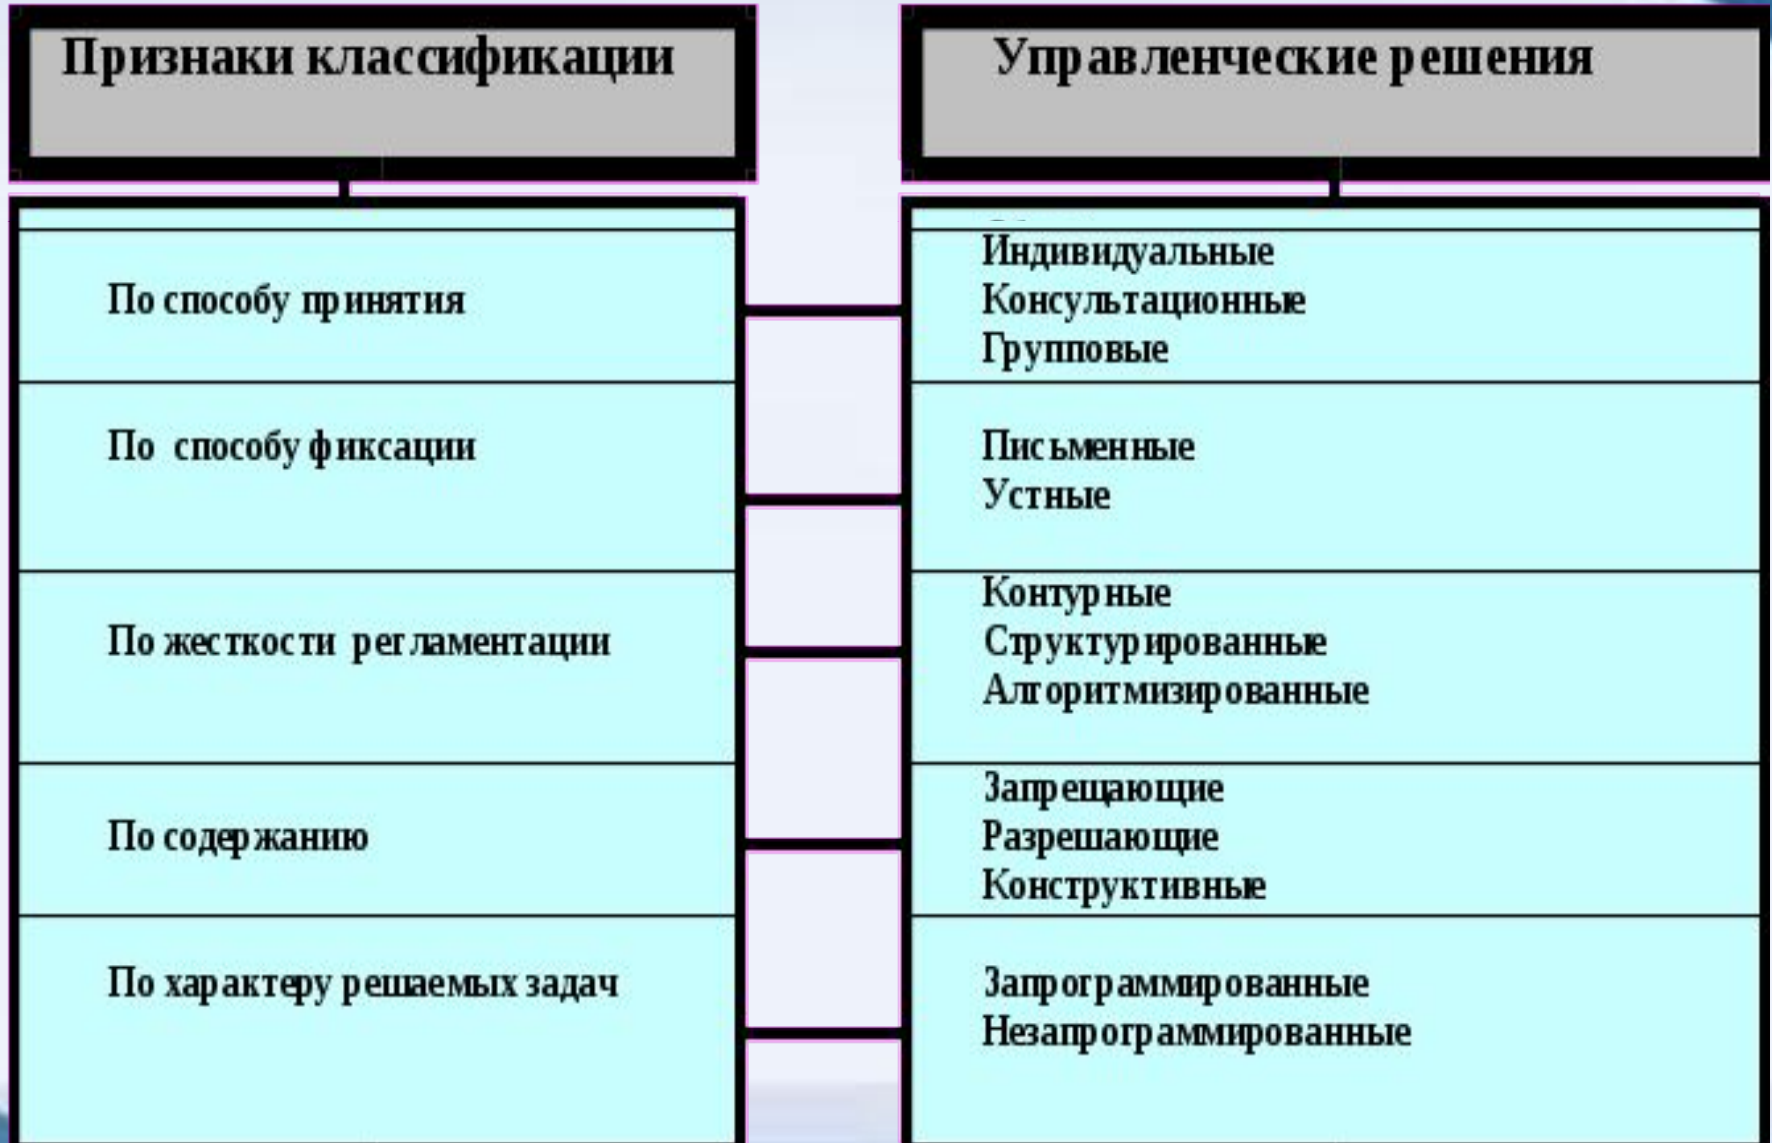 Признаки классификации
Управленческие решения
По способу принятия
Индивидуальные
Консультационные
Групповые
По способу фиксации
Письменные
Устные
По жесткости регламентации
Контурные
Структурированные
Алгоритмизированные
По содержанию
Запрещающие
Разрешающие
Конструктивные
По характеру решаемых задач
Запрограммированные
Незапрограммированные